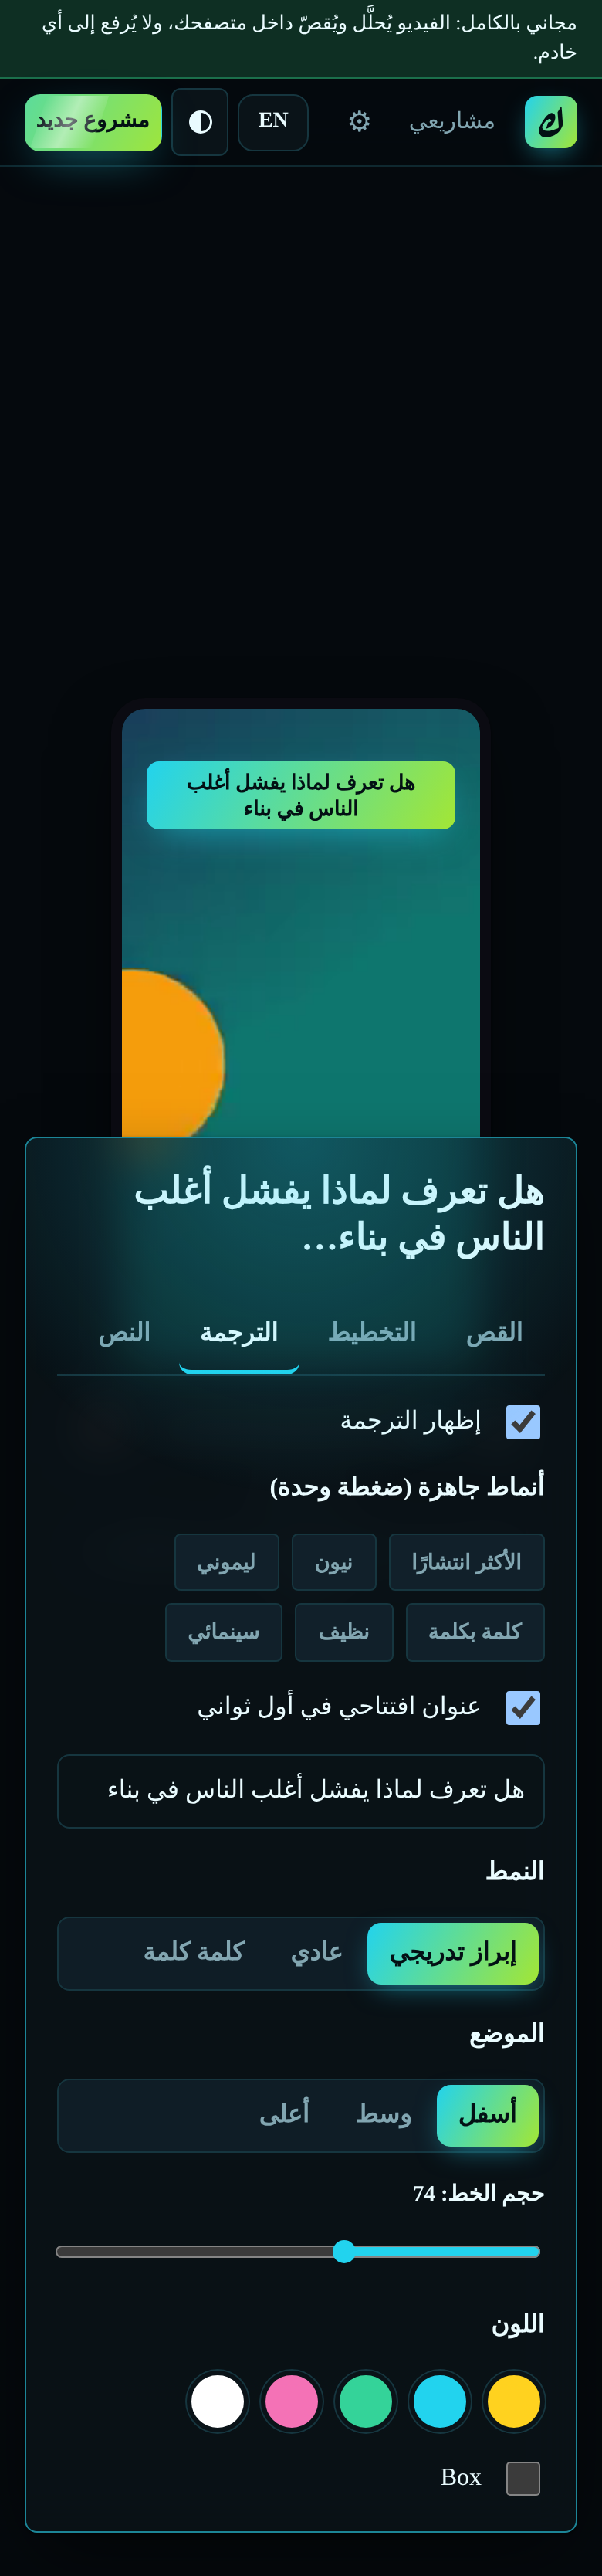 مجاني بالكامل: الفيديو يُحلَّل ويُقصّ داخل متصفحك، ولا يُرفع إلى أي
خادم.
ك
مشاريعي
EN
مشروع جديد
هل تعرف لماذا يفشل أغلب
الناس في بناء
هل تعرف لماذا يفشل أغلب
الناس في بناء…
القص
التخطيط
الترجمة
النص
إظهار الترجمة
أنماط جاهزة (ضغطة وحدة)
الأكثر انتشارًا
نيون
ليموني
كلمة بكلمة
نظيف
سينمائي
عنوان افتتاحي في أول ثواني
هل تعرف لماذا يفشل أغلب الناس في بناء
النمط
إبراز تدريجي
عادي
كلمة كلمة
الموضع
أسفل
وسط
أعلى
حجم الخط: 74
اللون
Box